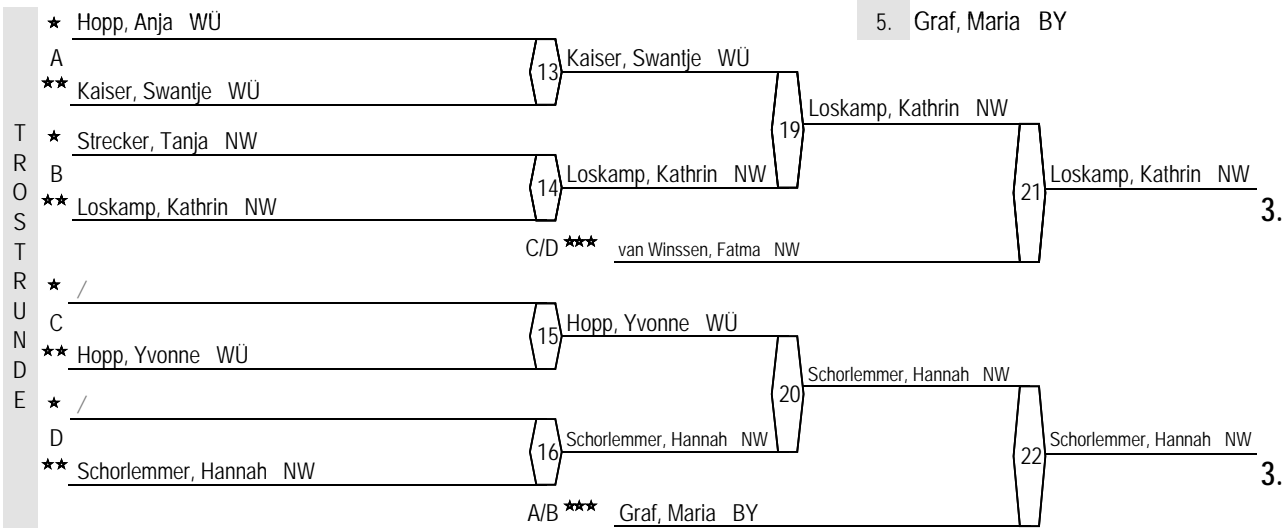 ★ Hopp, Anja WÜ
5. Graf, Maria BY
A
13 Kaiser, Swantje WÜ
★★ Kaiser, Swantje WÜ
19 Loskamp, Kathrin NW
TROSTRUNDE
★ Strecker, Tanja NW
B
14 Loskamp, Kathrin NW
21 Loskamp, Kathrin NW
★★ Loskamp, Kathrin NW
3.
C/D ★★★ van Winssen, Fatma NW
★ /
C
15 Hopp, Yvonne WÜ
★★ Hopp, Yvonne WÜ
20 Schorlemmer, Hannah NW
★ /
D
16 Schorlemmer, Hannah NW
22 Schorlemmer, Hannah NW
★★ Schorlemmer, Hannah NW
3.
A/B ★★★ Graf, Maria BY